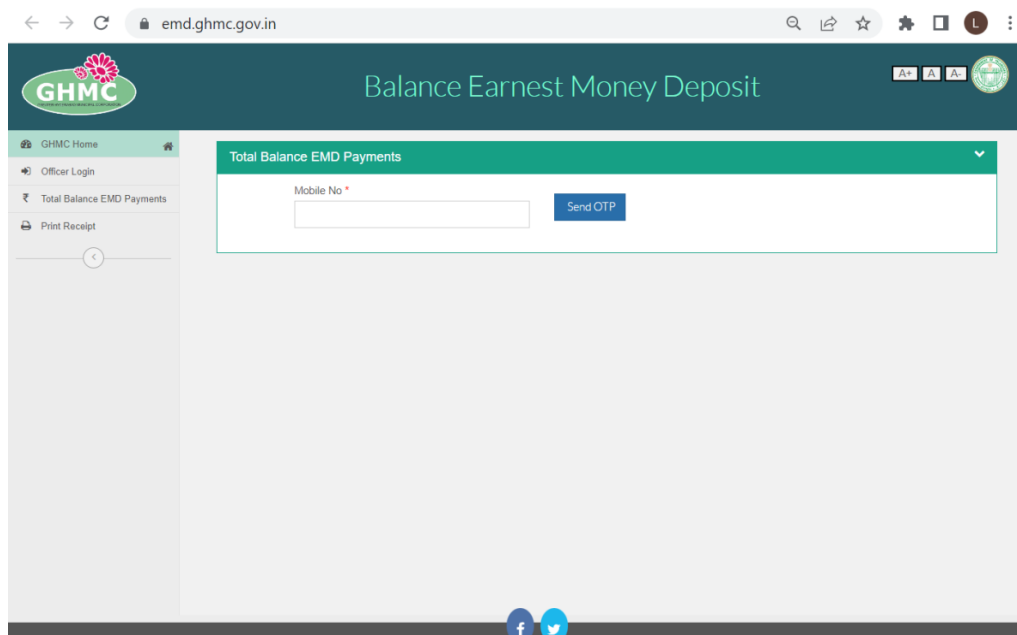 emd.ghmc.gov.in
L
GHMC
Balance Earnest Money Deposit
A+ A A-
GHMC Home
Officer Login
₹ Total Balance EMD Payments
Print Receipt
Total Balance EMD Payments
Mobile No *
Send OTP